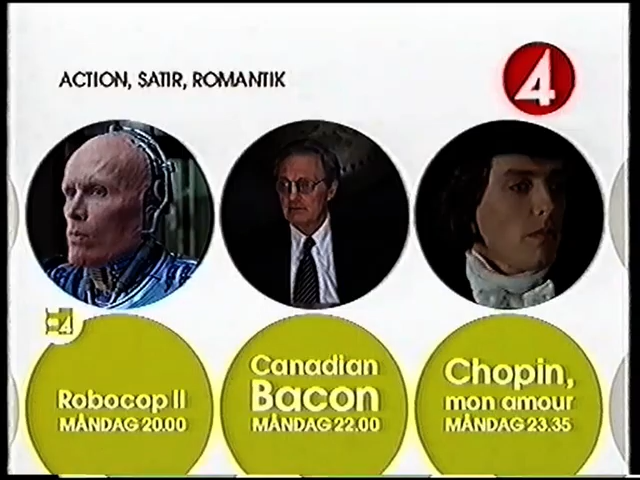 ACTION, SATIR, ROMANTIK
4
4
Robocop II
MÅNDAG 20.00
Canadian
Bacon
MÅNDAG 22.00
Chopin,
mon amour
MÅNDAG 23.35